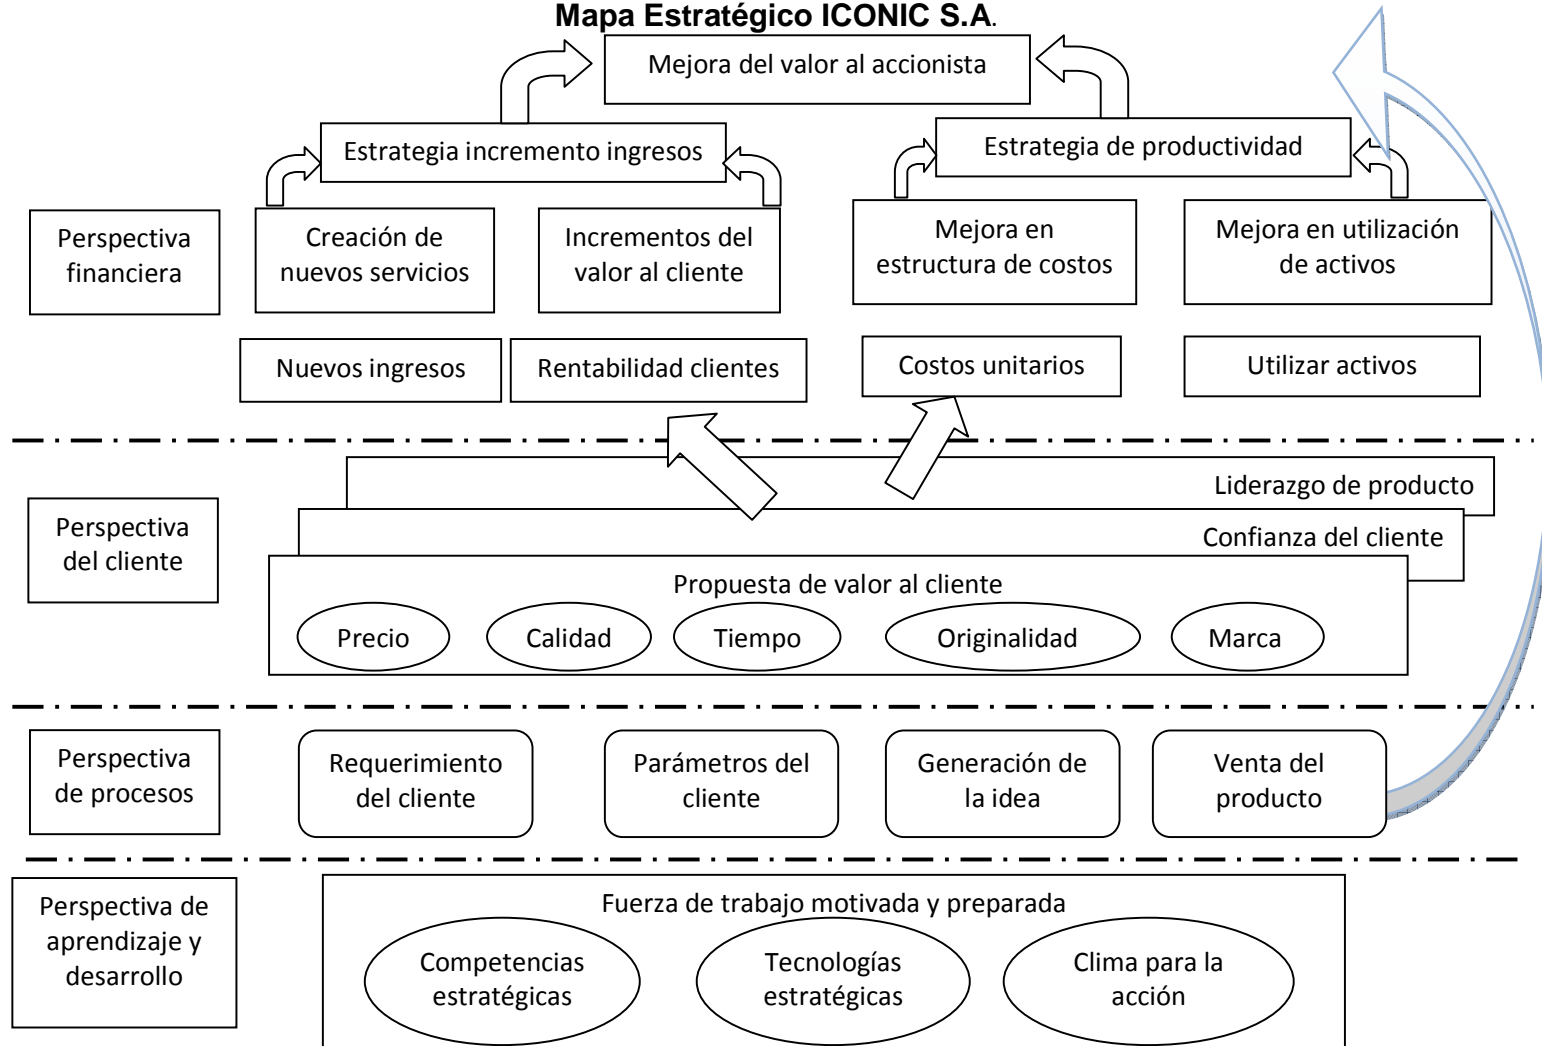 Mapa Estratégico ICONIC S.A.
Mejora del valor al accionista
Estrategia incremento ingresos
Estrategia de productividad
Perspectiva
financiera
Creación de
nuevos servicios
Incrementos del
valor al cliente
Mejora en
estructura de costos
Mejora en utilización
de activos
Nuevos ingresos
Rentabilidad clientes
Costos unitarios
Utilizar activos
Perspectiva
del cliente
Liderazgo de producto
Confianza del cliente
Propuesta de valor al cliente
Precio
Calidad
Tiempo
Originalidad
Marca
Perspectiva
de procesos
Requerimiento
del cliente
Parámetros del
cliente
Generación de
la idea
Venta del
producto
Perspectiva de
aprendizaje y
desarrollo
Fuerza de trabajo motivada y preparada
Competencias
estratégicas
Tecnologías
estratégicas
Clima para la
acción